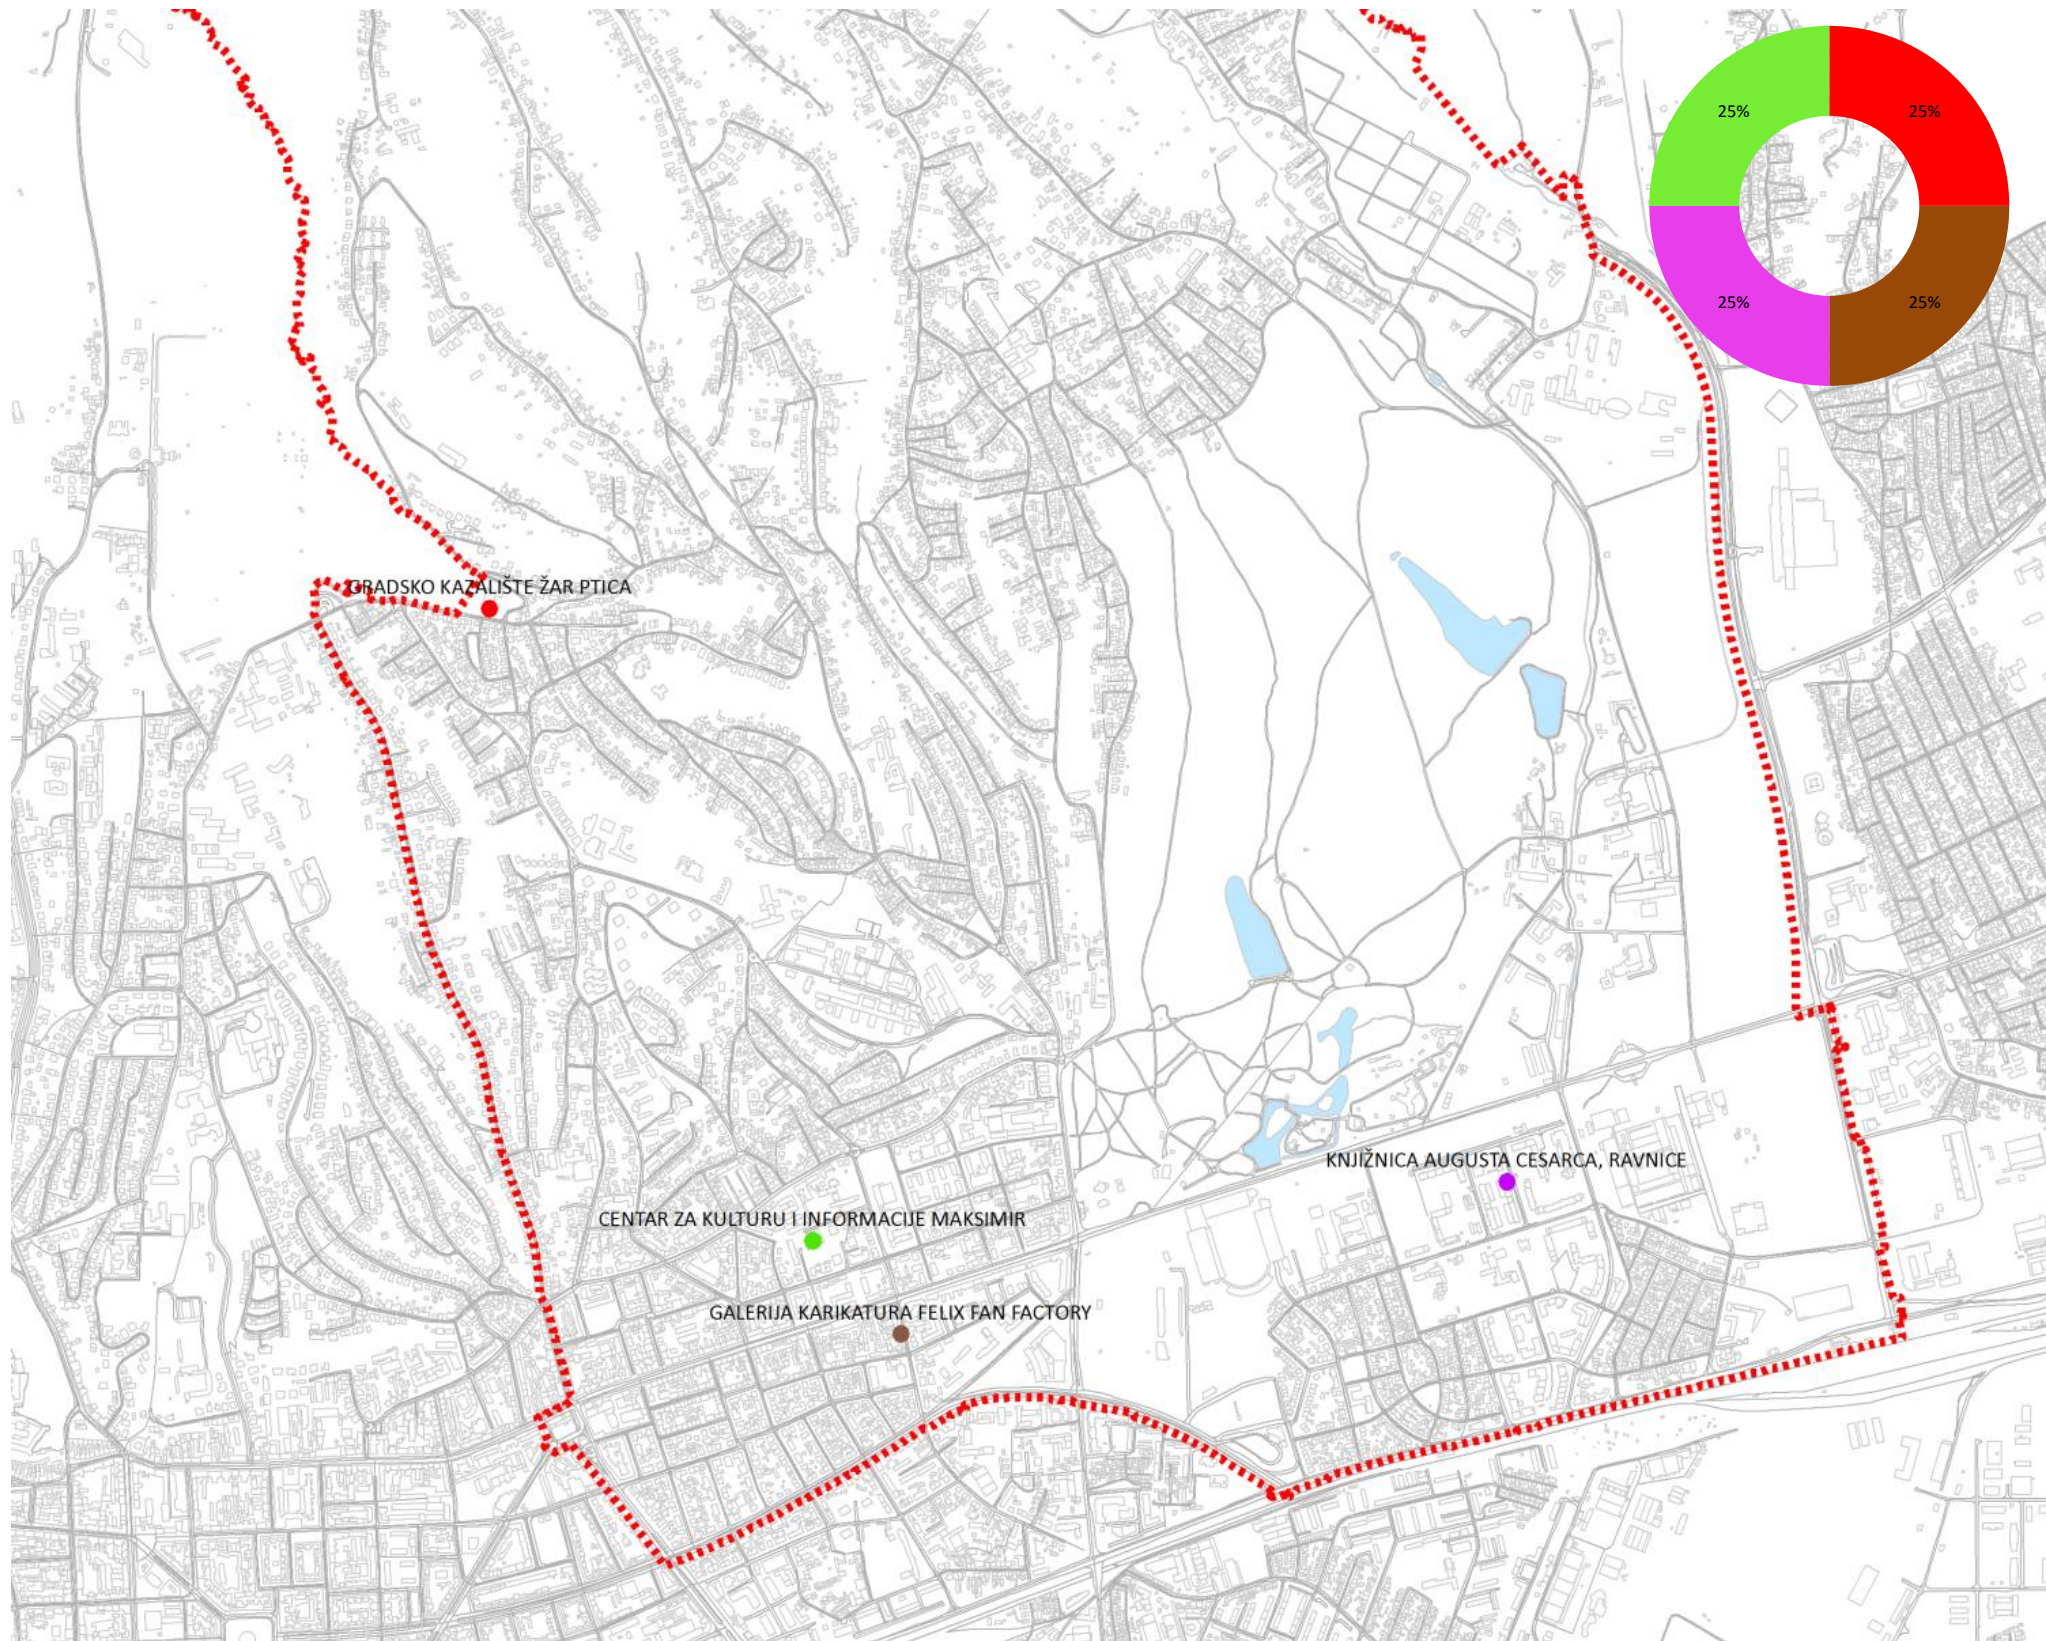 25%
25%
25%
25%
GRADSKO KAZALIŠTE ŽAR PTICA
KNJIŽNICA AUGUSTA CESARCA, RAVNICE
CENTAR ZA KULTURU I INFORMACIJE MAKSIMIR
GALERIJA KARIKATURA FELIX FAN FACTORY